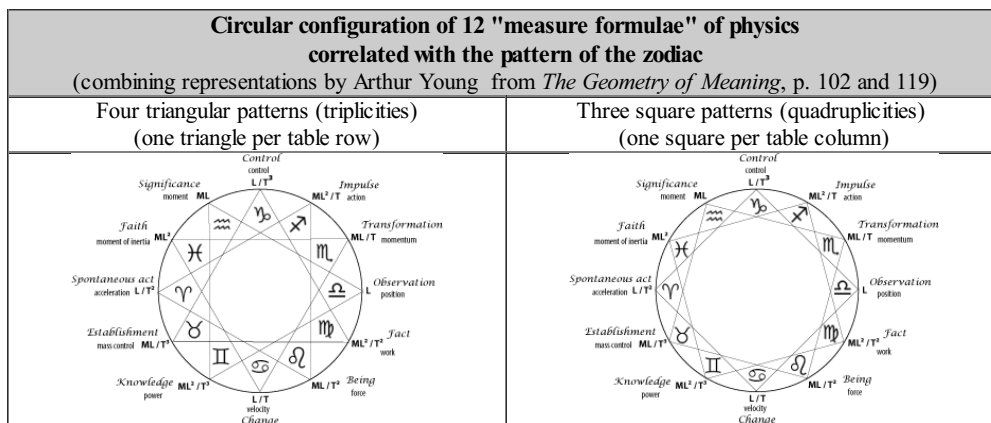 Circular configuration of 12 "measure formulae" of physics
correlated with the pattern of the zodiac
(combining representations by Arthur Young from The Geometry of Meaning, p. 102 and 119)
Four triangular patterns (triplicities)
(one triangle per table row)
Control
control
L / T³
Significance
moment ML
Impulse
ML² / T action
Faith
moment of inertia ML²
Transformation
ML / T momentum
Spontaneous act
acceleration L / T²
Observation
L position
Establishment
mass control ML / T³
Fact
ML² / T² work
Knowledge ML² / T³
power
ML / T² Being
force
L / T
velocity
Change
Three square patterns (quadruplicities)
(one square per table column)
Control
control
L / T³
Significance
moment ML
Impulse
ML² / T action
Faith
moment of inertia ML²
Transformation
ML / T momentum
Spontaneous act
acceleration L / T²
Observation
L position
Establishment
mass control ML / T³
Fact
ML² / T² work
Knowledge ML² / T³
power
ML / T² Being
force
L / T
velocity
Change